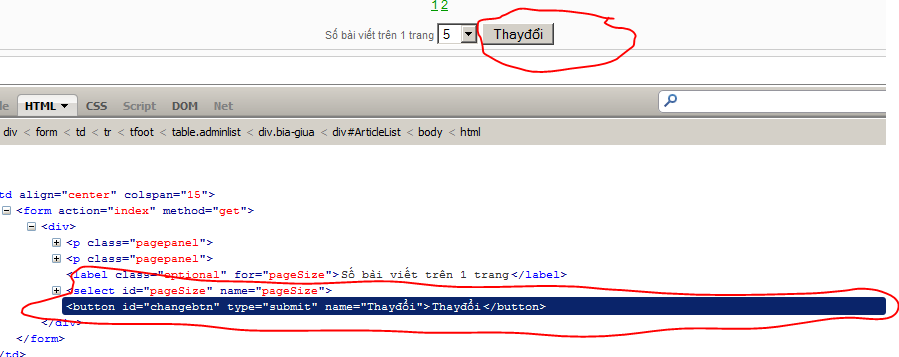 1 2
Số bài viết trên 1 trang 5 Thayđổi
le HTML CSS Script DOM Net
div < form < td < tr < tfoot < table.adminlist < div.bia-giua < div#ArticleList < body < html
td align="center" colspan="15">
<form action="index" method="get">
<div>
<p class="pagepanel">
<p class="pagepanel">
<label class="optional" for="pageSize">Số bài viết trên 1 trang</label>
<select id="pageSize" name="pageSize">
<button id="changebtn" type="submit" name="Thayđổi">Thayđổi</button>
</div>
</form>
</td>